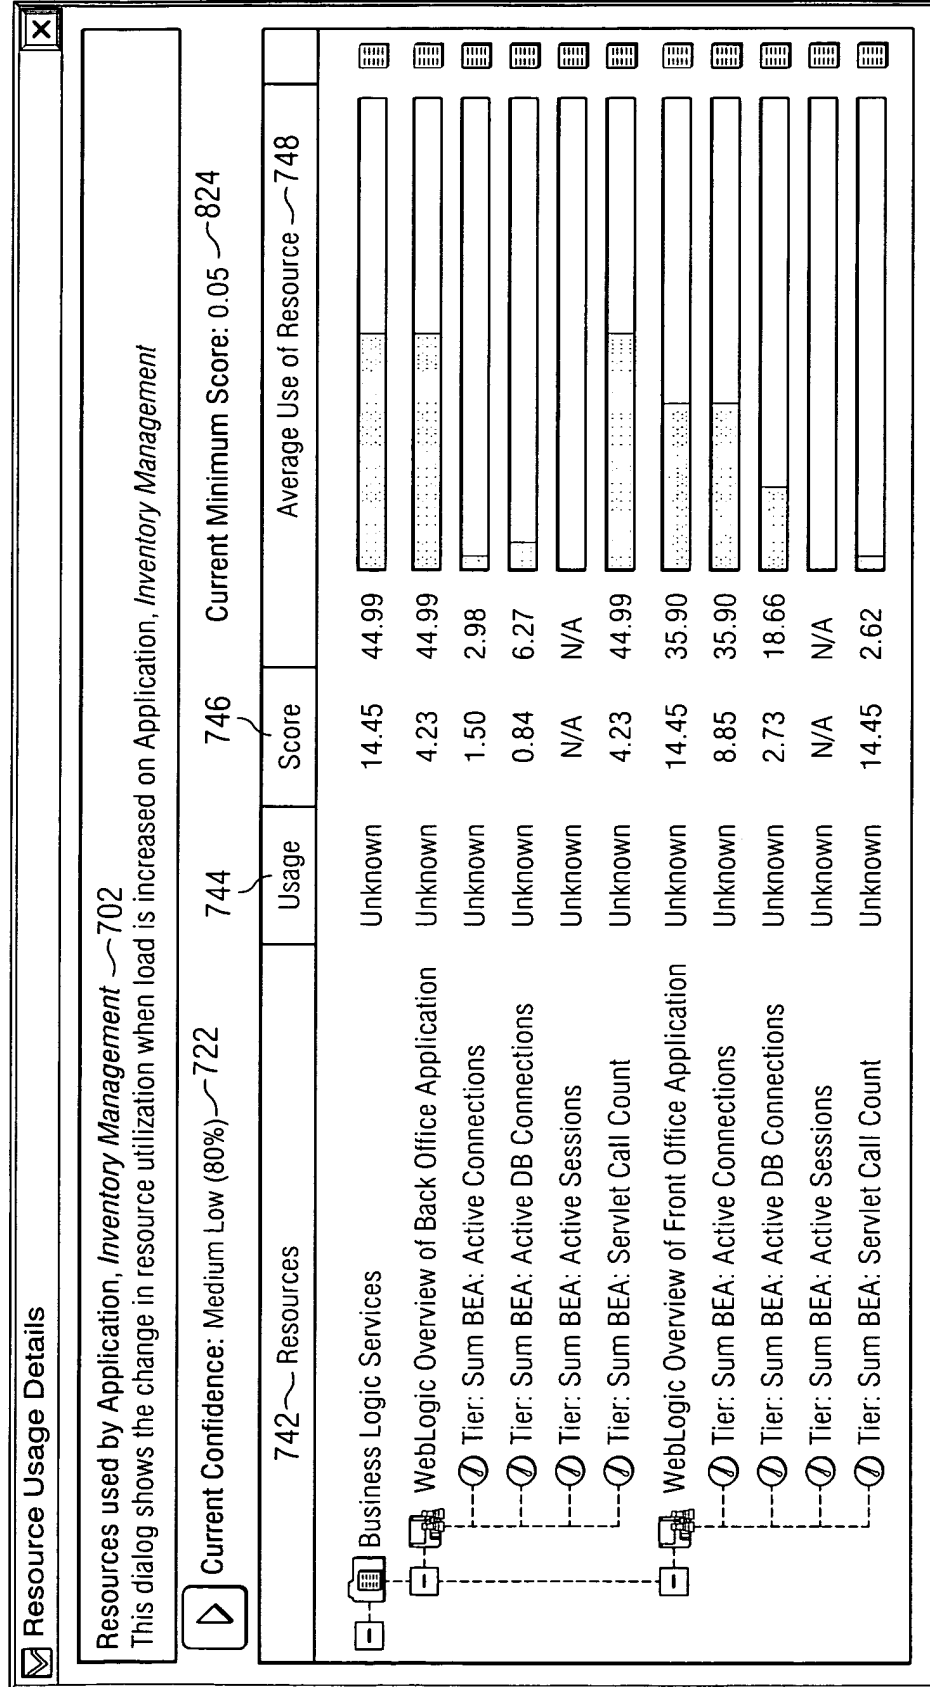 Resource Usage Details
Resources used by Application, Inventory Management 702
This dialog shows the change in resource utilization when load is increased on Application, Inventory Management
Current Confidence: Medium Low (80%) 722 744 746 Current Minimum Score: 0.05 824
742 Resources Usage Score Average Use of Resource 748
Business Logic Services Unknown 14.45 44.99
WebLogic Overview of Back Office Application Unknown 4.23 44.99
Tier: Sum BEA: Active Connections Unknown 1.50 2.98
Tier: Sum BEA: Active DB Connections Unknown 0.84 6.27
Tier: Sum BEA: Active Sessions Unknown N/A N/A
Tier: Sum BEA: Servlet Call Count Unknown 4.23 44.99
WebLogic Overview of Front Office Application Unknown 14.45 35.90
Tier: Sum BEA: Active Connections Unknown 8.85 35.90
Tier: Sum BEA: Active DB Connections Unknown 2.73 18.66
Tier: Sum BEA: Active Sessions Unknown N/A N/A
Tier: Sum BEA: Servlet Call Count Unknown 14.45 2.62